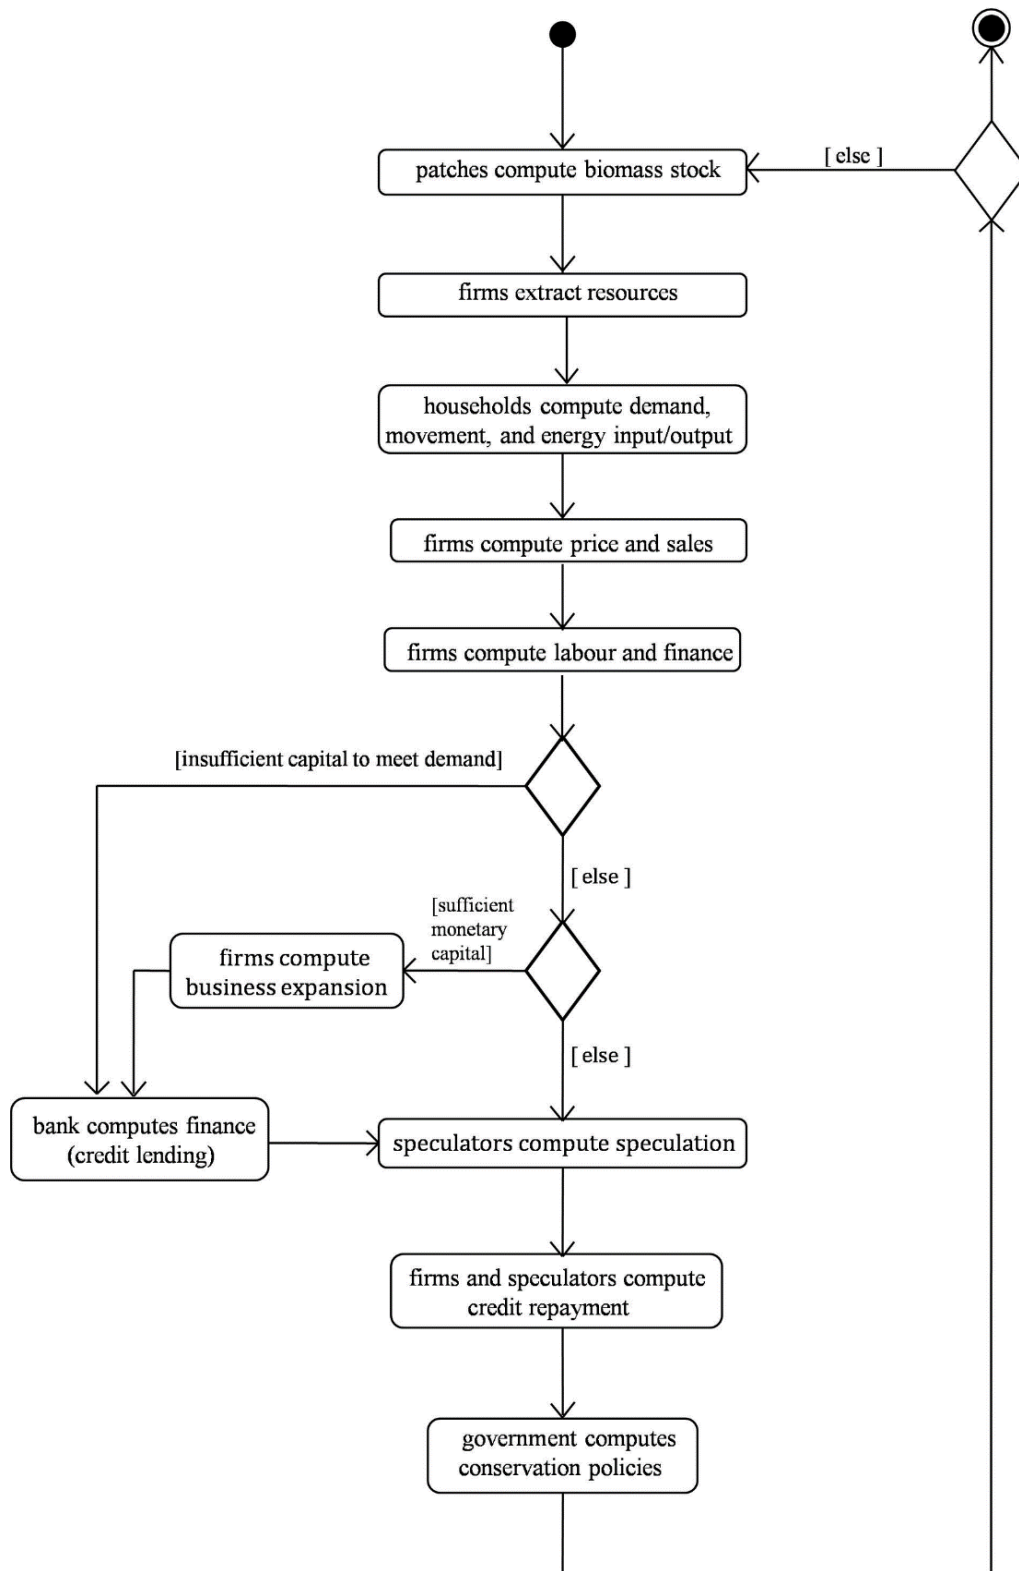 patches compute biomass stock
[ else ]
firms extract resources
households compute demand,
movement, and energy input/output
firms compute price and sales
firms compute labour and finance
[insufficient capital to meet demand]
[ else ]
[sufficient
monetary
capital]
firms compute
business expansion
[ else ]
bank computes finance
(credit lending)
speculators compute speculation
firms and speculators compute
credit repayment
government computes
conservation policies